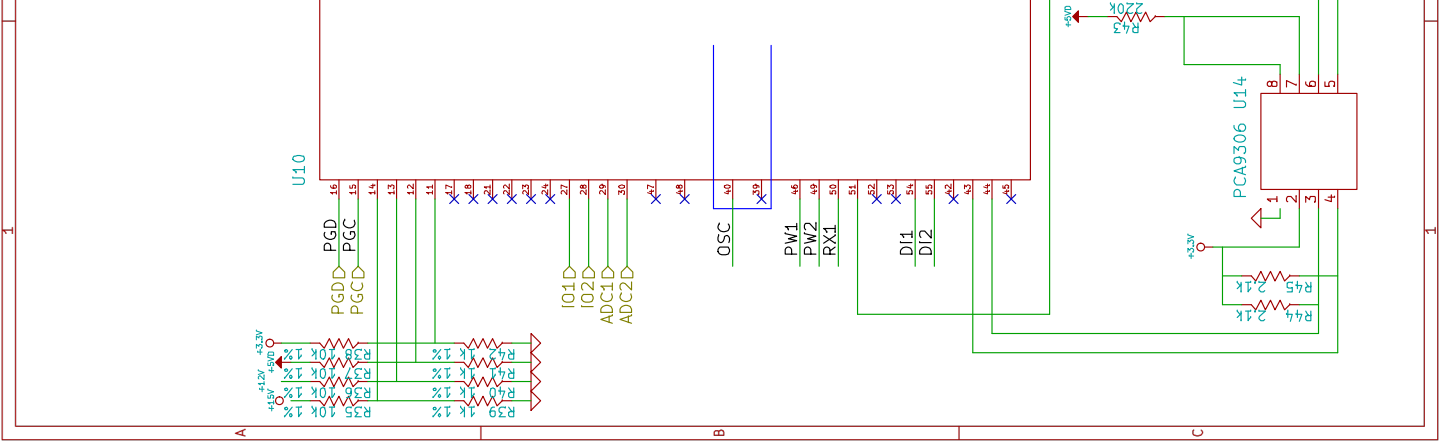 +5VD
220k
R43
8
7
6
5
PCA9306 U14
1
2
3
4
U10
16
15
14
13
12
11
17
18
21
22
23
24
27
28
29
30
47
48
40
39
46
49
50
51
52
53
54
55
42
43
44
45
PGD
PGC
OSC
PW1
PW2
RX1
DI1
DI2
PGD
PGC
IO1
IO2
ADC1
ADC2
+3.3V
2.1k
R45
2.1k
R44
+3.3V
R38 10k 1%
R42 1k 1%
+5VD
R37 10k 1%
R41 1k 1%
+12V
R36 10k 1%
R40 1k 1%
+15V
R35 10k 1%
R39 1k 1%
1
1
A
B
C